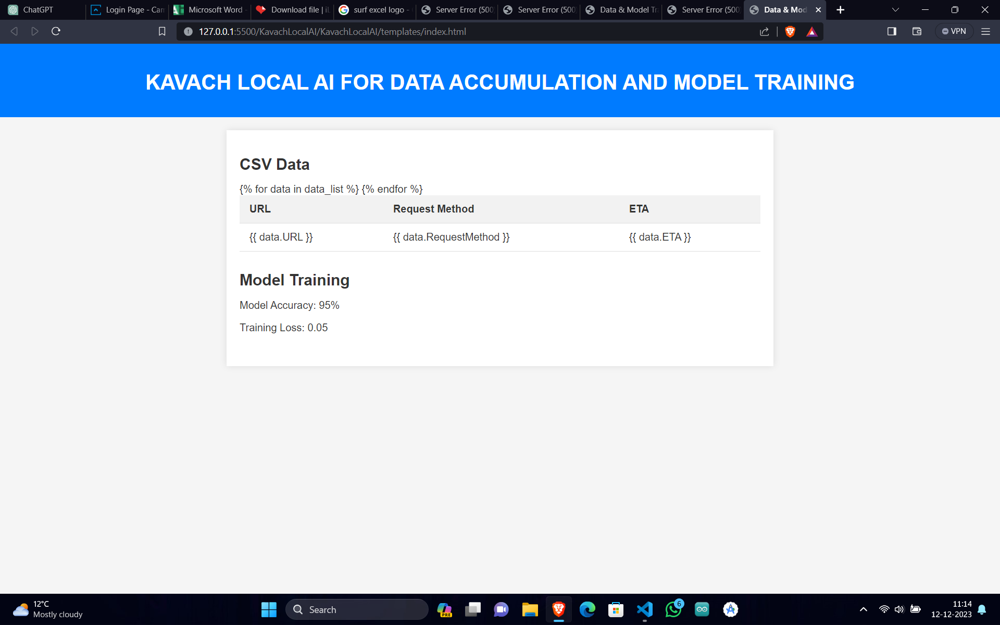 ChatGPT
Login Page - Cam
Microsoft Word -
Download file | iL
surf excel logo -
Server Error (500)
Server Error (500)
Data & Model Tr
Server Error (500)
Data & Mod
127.0.0.1:5500/KavachLocalAI/KavachLocalAI/templates/index.html
VPN
KAVACH LOCAL AI FOR DATA ACCUMULATION AND MODEL TRAINING
CSV Data
{% for data in data_list %} {% endfor %}
URL Request Method ETA
{{ data.URL }} {{ data.RequestMethod }} {{ data.ETA }}
Model Training
Model Accuracy: 95%
Training Loss: 0.05
12°C
Mostly cloudy
Search
PRE
6
11:14
12-12-2023